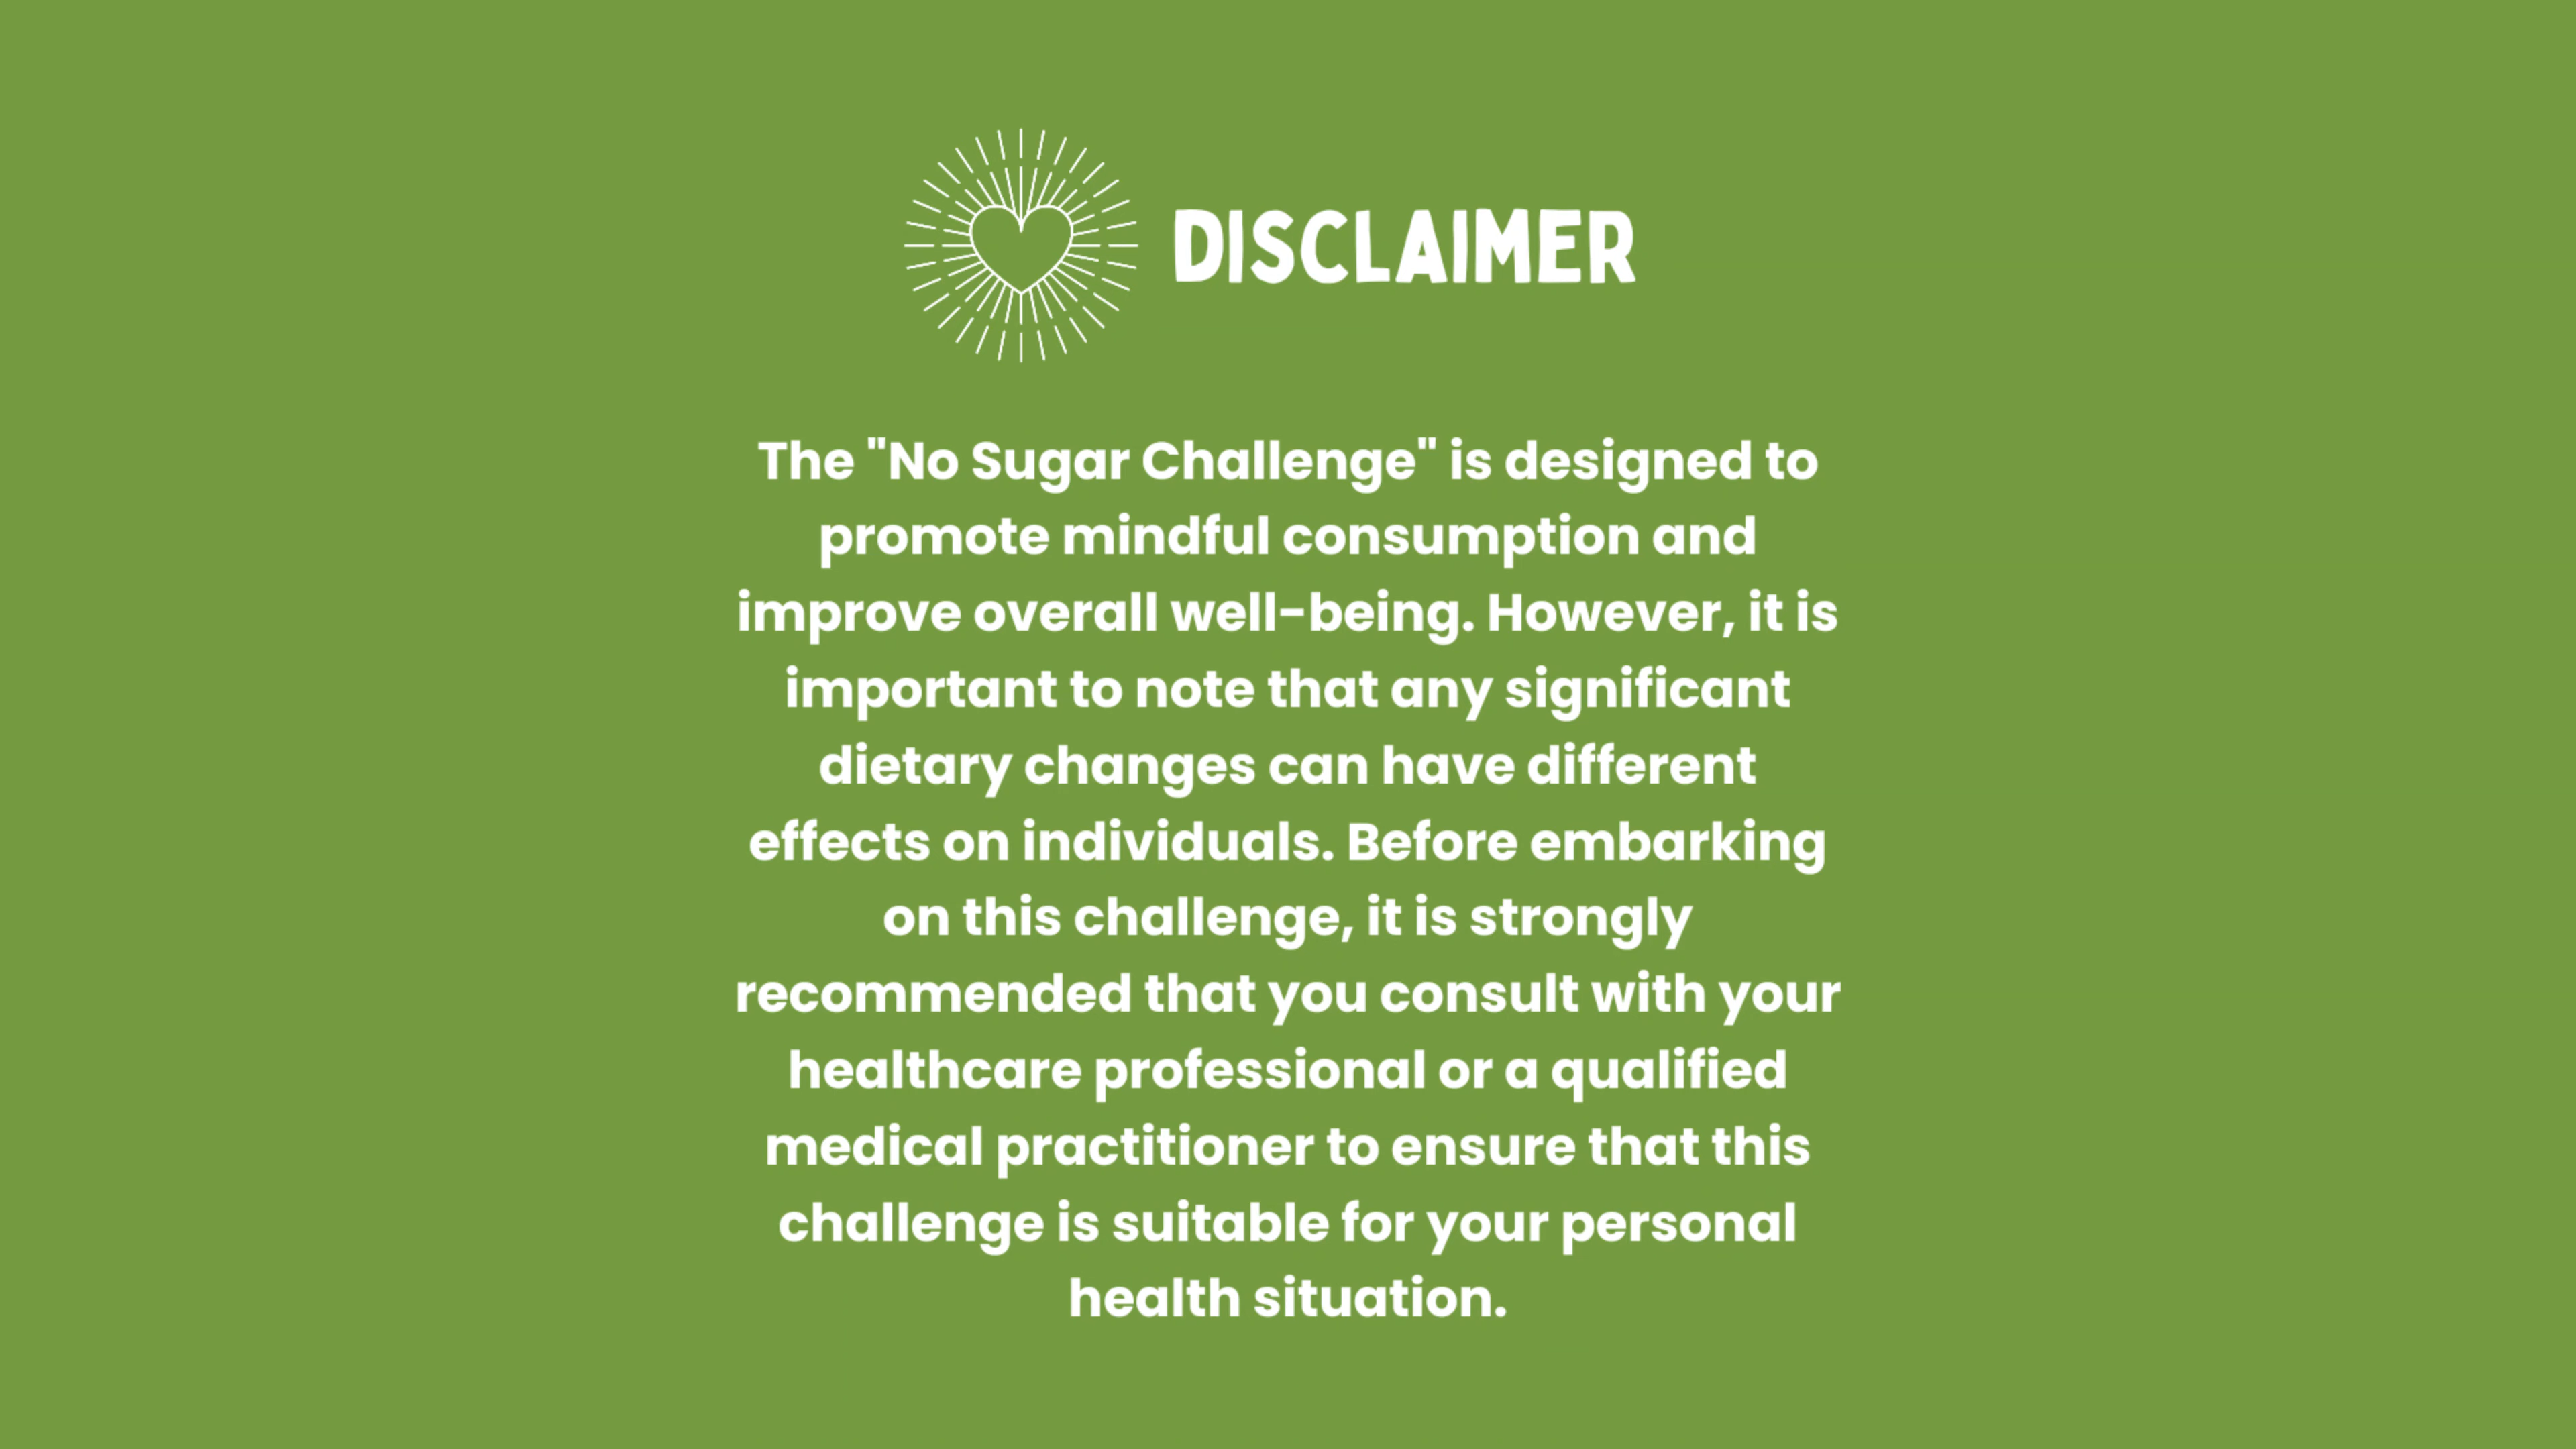 DISCLAIMER
The "No Sugar Challenge" is designed to
promote mindful consumption and
improve overall well-being. However, it is
important to note that any significant
dietary changes can have different
effects on individuals. Before embarking
on this challenge, it is strongly
recommended that you consult with your
healthcare professional or a qualified
medical practitioner to ensure that this
challenge is suitable for your personal
health situation.